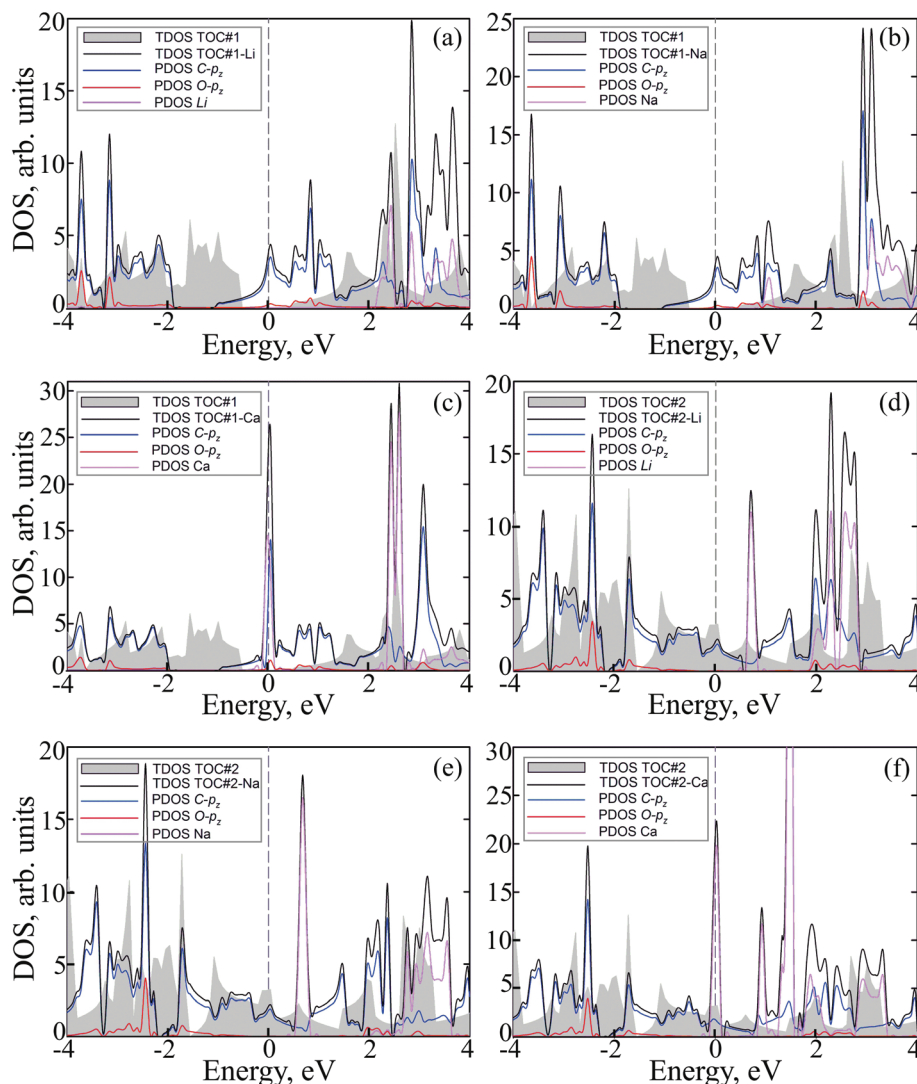 (a)
TDOS TOC#1
TDOS TOC#1-Li
PDOS C-pz
PDOS O-pz
PDOS Li
DOS, arb. units
20
15
10
5
0
-4 -2 0 2 4
Energy, eV
(b)
TDOS TOC#1
TDOS TOC#1-Na
PDOS C-pz
PDOS O-pz
PDOS Na
25
20
15
10
5
0
-4 -2 0 2 4
Energy, eV
(c)
TDOS TOC#1
TDOS TOC#1-Ca
PDOS C-pz
PDOS O-pz
PDOS Ca
DOS, arb. units
30
25
20
15
10
5
0
-4 -2 0 2 4
Energy, eV
(d)
TDOS TOC#2
TDOS TOC#2-Li
PDOS C-pz
PDOS O-pz
PDOS Li
20
15
10
5
0
-4 -2 0 2 4
Energy, eV
(e)
TDOS TOC#2
TDOS TOC#2-Na
PDOS C-pz
PDOS O-pz
PDOS Na
DOS, arb. units
20
15
10
5
0
-4 -2 0 2 4
Energy, eV
(f)
TDOS TOC#2
TDOS TOC#2-Ca
PDOS C-pz
PDOS O-pz
PDOS Ca
30
25
20
15
10
5
0
-4 -2 0 2 4
Energy, eV